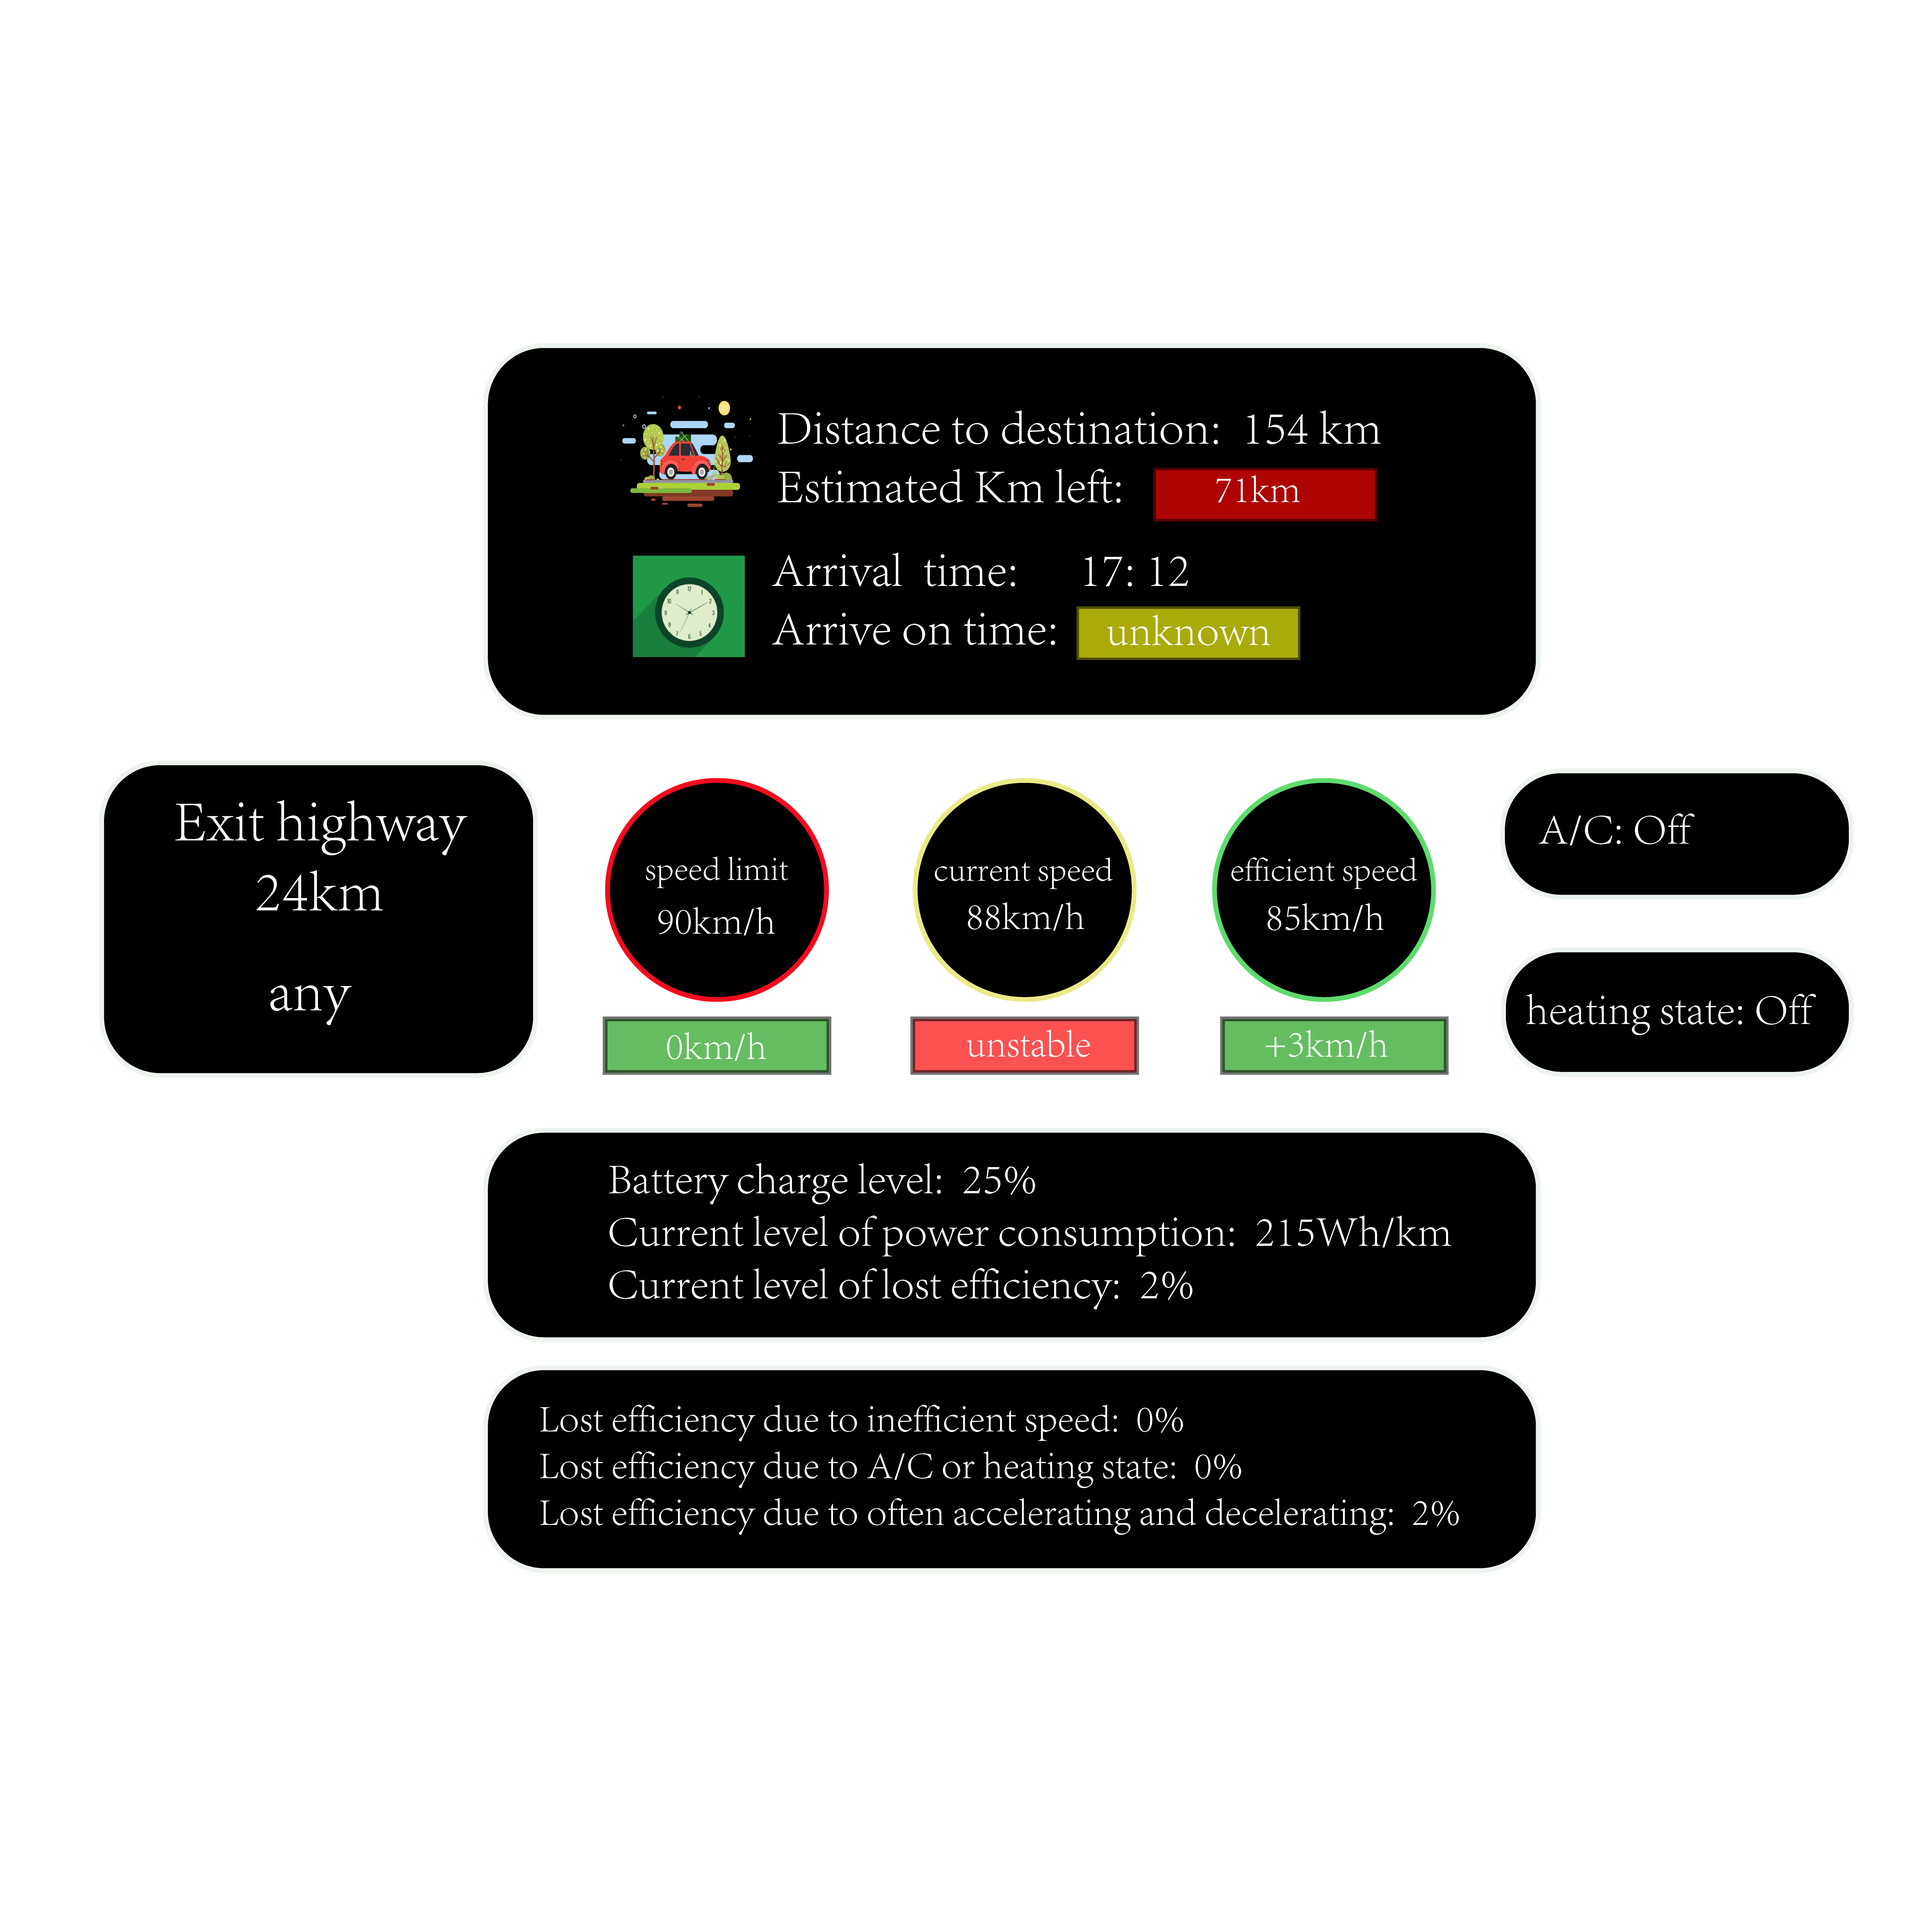 Distance to destination: 154 km
Estimated Km left: 71km
Arrival time: 17: 12
Arrive on time: unknown
Exit highway
24km
any
speed limit
90km/h
0km/h
current speed
88km/h
unstable
efficient speed
85km/h
+3km/h
A/C: Off
heating state: Off
Battery charge level: 25%
Current level of power consumption: 215Wh/km
Current level of lost efficiency: 2%
Lost efficiency due to inefficient speed: 0%
Lost efficiency due to A/C or heating state: 0%
Lost efficiency due to often accelerating and decelerating: 2%